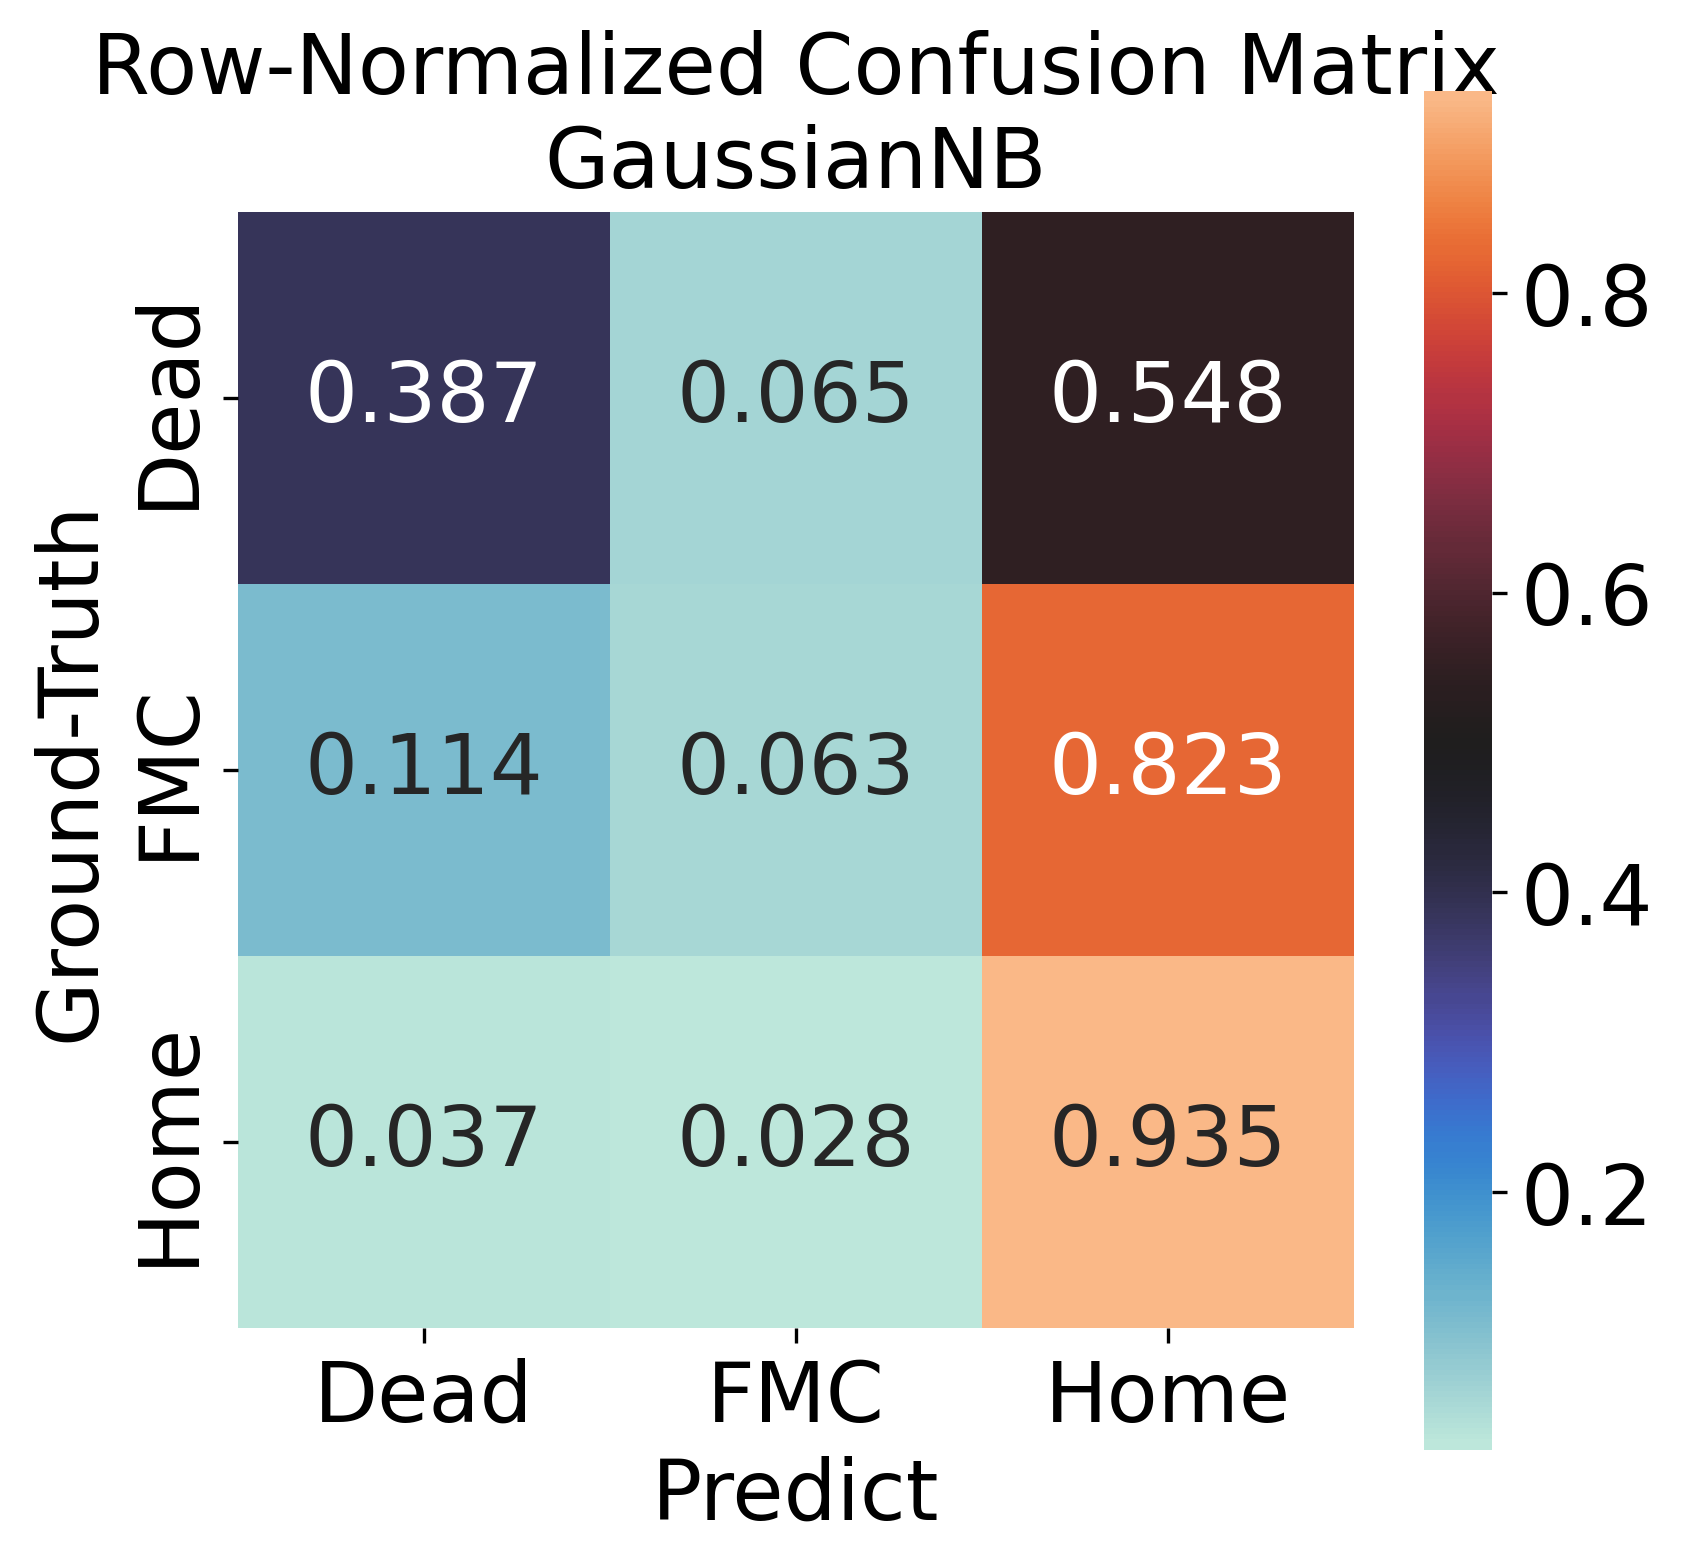 Row-Normalized Confusion Matrix
GaussianNB
Ground-Truth
Dead
0.387 0.065 0.548
FMC
0.114 0.063 0.823
Home
0.037 0.028 0.935
Dead FMC Home
Predict
0.8
0.6
0.4
0.2